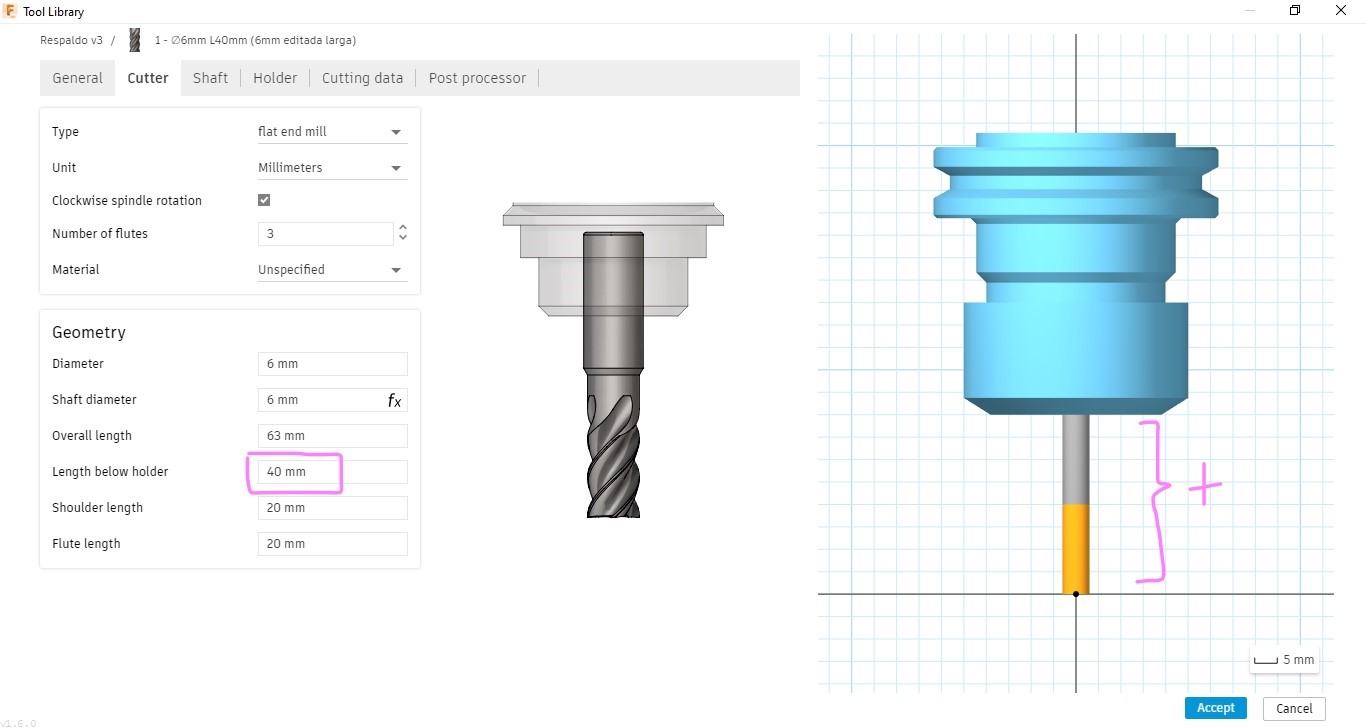 Tool Library
Respaldo v3 / 1 - ∅6mm L40mm (6mm editada larga)
General Cutter Shaft Holder Cutting data Post processor
Type flat end mill
Unit Millimeters
Clockwise spindle rotation
Number of flutes 3
Material Unspecified
Geometry
Diameter 6 mm
Shaft diameter 6 mm fx
Overall length 63 mm
Length below holder 40 mm
Shoulder length 20 mm
Flute length 20 mm
+
5 mm
Accept Cancel
v1.6.0